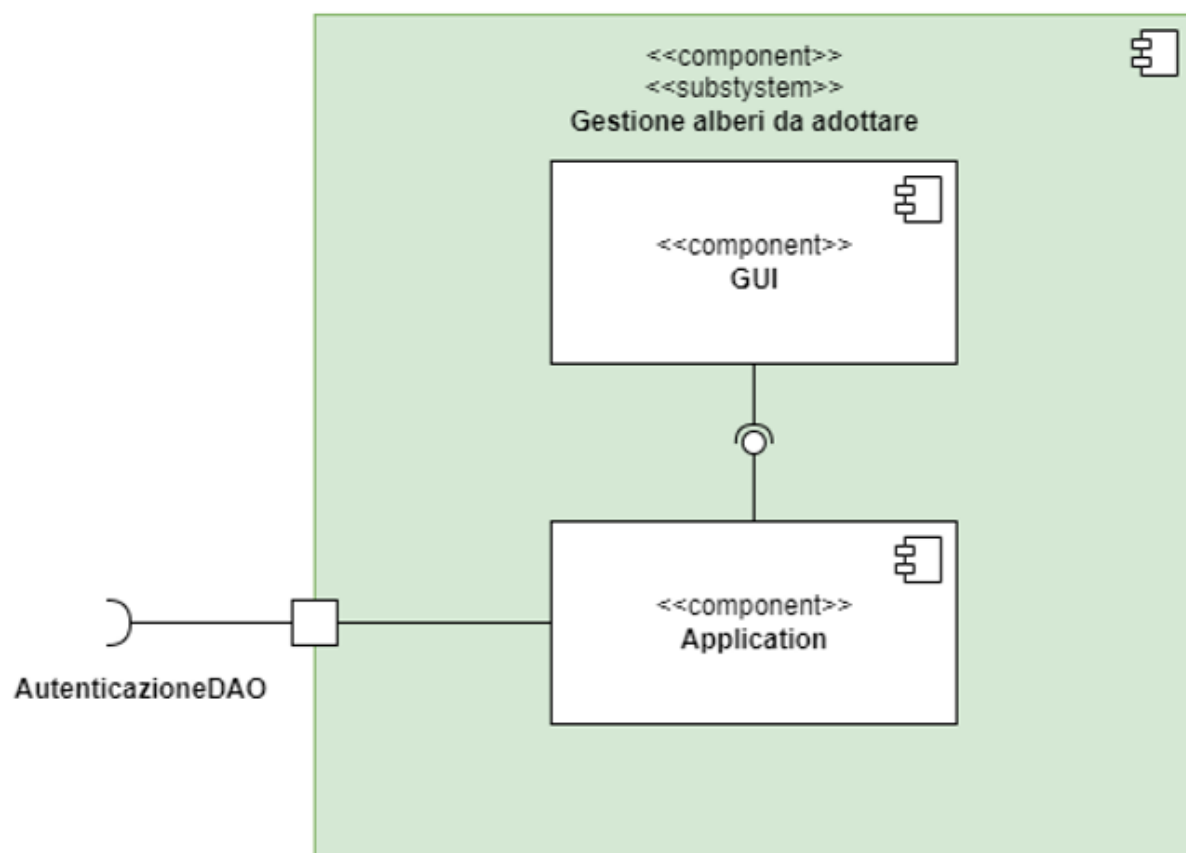 <<component>>
<<substystem>>
Gestione alberi da adottare
<<component>>
GUI
<<component>>
Application
AutenticazioneDAO